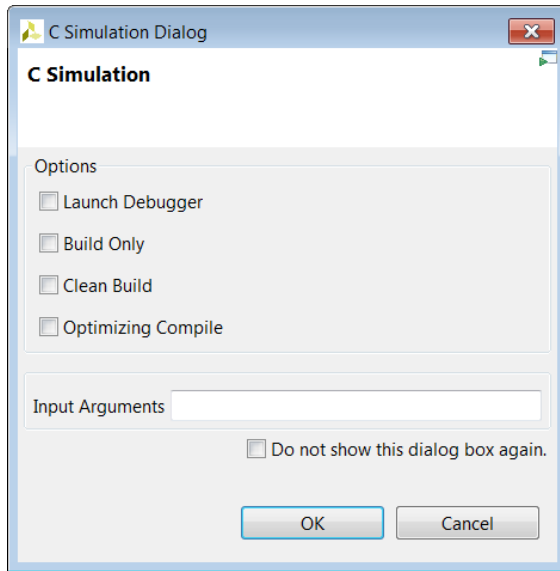 C Simulation Dialog
C Simulation
Options
Launch Debugger
Build Only
Clean Build
Optimizing Compile
Input Arguments
Do not show this dialog box again.
OK
Cancel